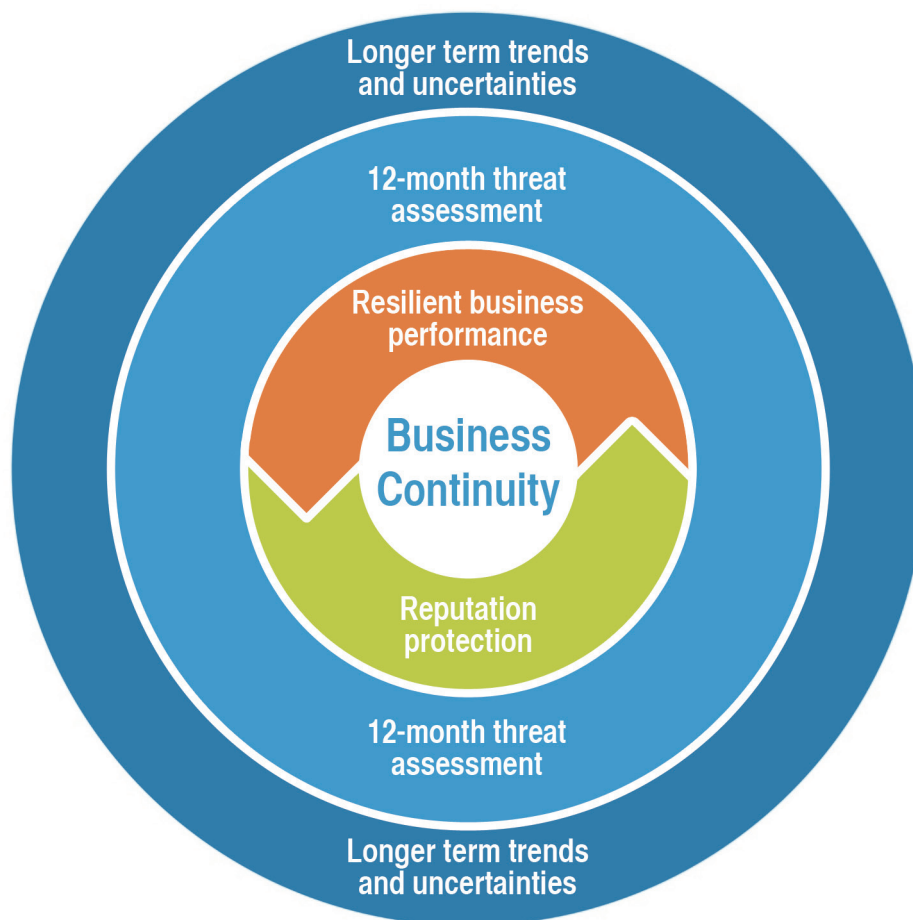 Longer term trends
and uncertainties
12-month threat
assessment
Resilient business
performance
Business
Continuity
Reputation
protection
12-month threat
assessment
Longer term trends
and uncertainties